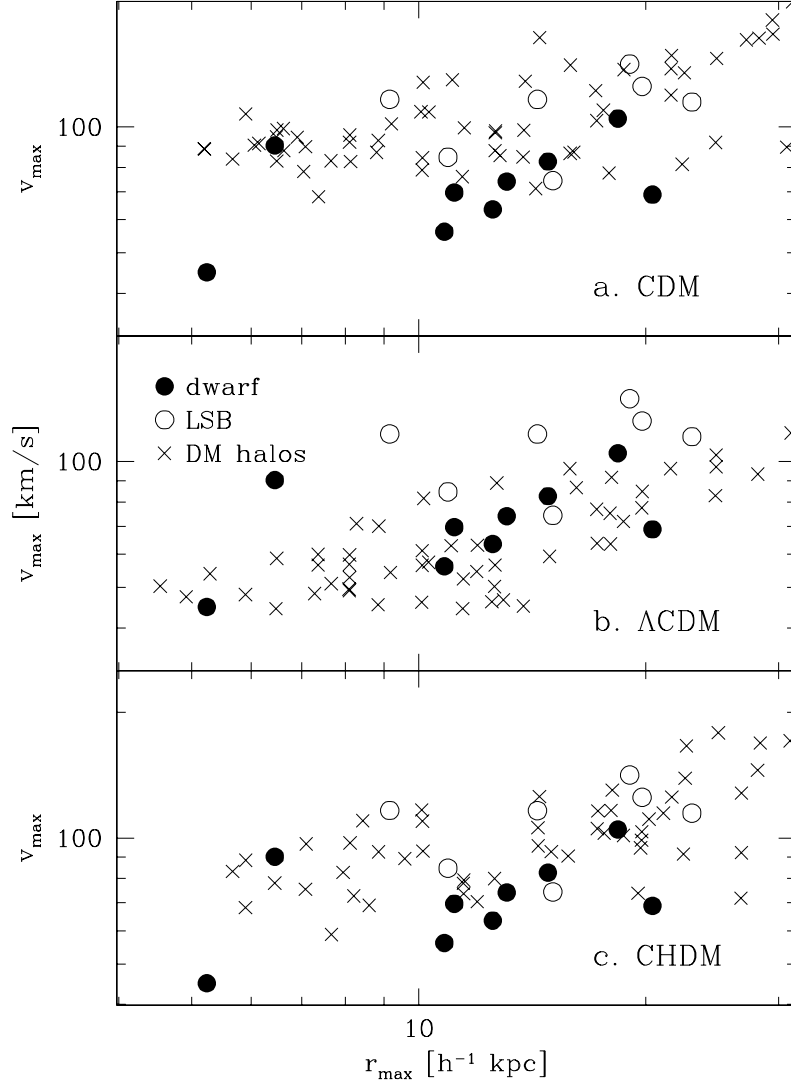 100
v_max
a. CDM
dwarf
LSB
DM halos
100
v_max [km/s]
b. ΛCDM
100
v_max
c. CHDM
10
r_max [h⁻¹ kpc]